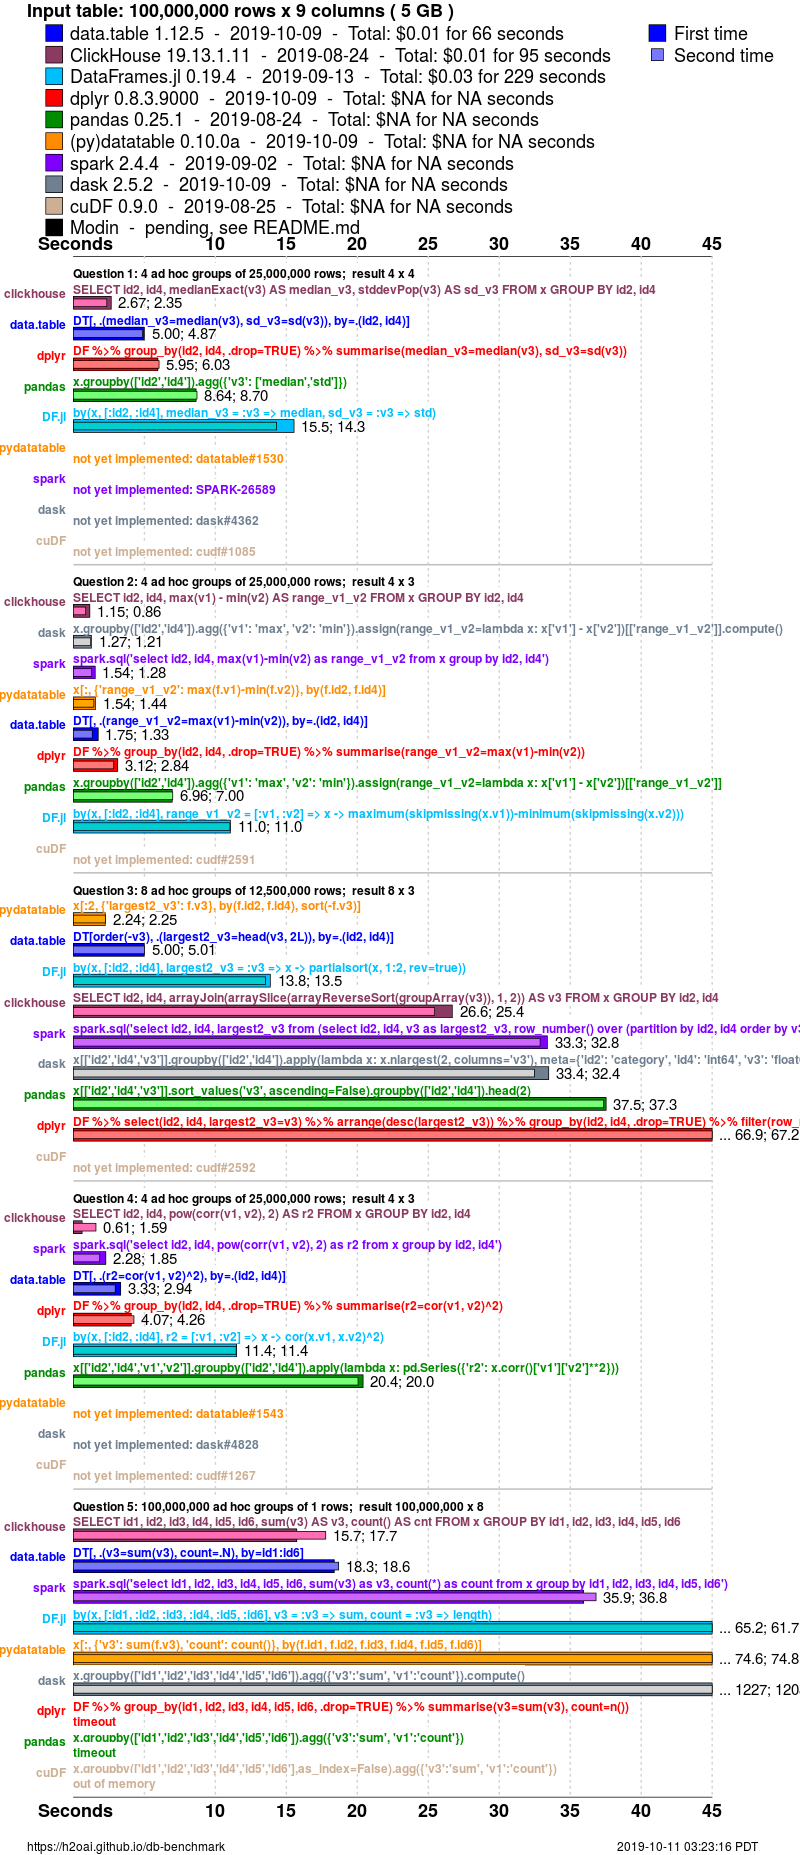 Input table: 100,000,000 rows x 9 columns ( 5 GB )
data.table 1.12.5  -  2019-10-09  -  Total: $0.01 for 66 seconds
First time
ClickHouse 19.13.1.11  -  2019-08-24  -  Total: $0.01 for 95 seconds
Second time
DataFrames.jl 0.19.4  -  2019-09-13  -  Total: $0.03 for 229 seconds
dplyr 0.8.3.9000  -  2019-10-09  -  Total: $NA for NA seconds
pandas 0.25.1  -  2019-08-24  -  Total: $NA for NA seconds
(py)datatable 0.10.0a  -  2019-10-09  -  Total: $NA for NA seconds
spark 2.4.4  -  2019-09-02  -  Total: $NA for NA seconds
dask 2.5.2  -  2019-10-09  -  Total: $NA for NA seconds
cuDF 0.9.0  -  2019-08-25  -  Total: $NA for NA seconds
Modin  -  pending, see README.md
Seconds 10 15 20 25 30 35 40 45
Question 1: 4 ad hoc groups of 25,000,000 rows;  result 4 x 4
clickhouse SELECT id2, id4, medianExact(v3) AS median_v3, stddevPop(v3) AS sd_v3 FROM x GROUP BY id2, id4
2.67; 2.35
data.table DT[, .(median_v3=median(v3), sd_v3=sd(v3)), by=.(id2, id4)]
5.00; 4.87
dplyr DF %>% group_by(id2, id4, .drop=TRUE) %>% summarise(median_v3=median(v3), sd_v3=sd(v3))
5.95; 6.03
pandas x.groupby(['id2','id4']).agg({'v3': ['median','std']})
8.64; 8.70
DF.jl by(x, [:id2, :id4], median_v3 = :v3 => median, sd_v3 = :v3 => std)
15.5; 14.3
pydatatable
not yet implemented: datatable#1530
spark
not yet implemented: SPARK-26589
dask
not yet implemented: dask#4362
cuDF
not yet implemented: cudf#1085
Question 2: 4 ad hoc groups of 25,000,000 rows;  result 4 x 3
clickhouse SELECT id2, id4, max(v1) - min(v2) AS range_v1_v2 FROM x GROUP BY id2, id4
1.15; 0.86
dask x.groupby(['id2','id4']).agg({'v1': 'max', 'v2': 'min'}).assign(range_v1_v2=lambda x: x['v1'] - x['v2'])[['range_v1_v2']].compute()
1.27; 1.21
spark spark.sql('select id2, id4, max(v1)-min(v2) as range_v1_v2 from x group by id2, id4')
1.54; 1.28
pydatatable x[:, {'range_v1_v2': max(f.v1)-min(f.v2)}, by(f.id2, f.id4)]
1.54; 1.44
data.table DT[, .(range_v1_v2=max(v1)-min(v2)), by=.(id2, id4)]
1.75; 1.33
dplyr DF %>% group_by(id2, id4, .drop=TRUE) %>% summarise(range_v1_v2=max(v1)-min(v2))
3.12; 2.84
pandas x.groupby(['id2','id4']).agg({'v1': 'max', 'v2': 'min'}).assign(range_v1_v2=lambda x: x['v1'] - x['v2'])[['range_v1_v2']]
6.96; 7.00
DF.jl by(x, [:id2, :id4], range_v1_v2 = [:v1, :v2] => x -> maximum(skipmissing(x.v1))-minimum(skipmissing(x.v2)))
11.0; 11.0
cuDF
not yet implemented: cudf#2591
Question 3: 8 ad hoc groups of 12,500,000 rows;  result 8 x 3
pydatatable x[:2, {'largest2_v3': f.v3}, by(f.id2, f.id4), sort(-f.v3)]
2.24; 2.25
data.table DT[order(-v3), .(largest2_v3=head(v3, 2L)), by=.(id2, id4)]
5.00; 5.01
DF.jl by(x, [:id2, :id4], largest2_v3 = :v3 => x -> partialsort(x, 1:2, rev=true))
13.8; 13.5
clickhouse SELECT id2, id4, arrayJoin(arraySlice(arrayReverseSort(groupArray(v3)), 1, 2)) AS v3 FROM x GROUP BY id2, id4
26.6; 25.4
spark spark.sql('select id2, id4, largest2_v3 from (select id2, id4, v3 as largest2_v3, row_number() over (partition by id2, id4 order by v3
33.3; 32.8
dask x[['id2','id4','v3']].groupby(['id2','id4']).apply(lambda x: x.nlargest(2, columns='v3'), meta={'id2': 'category', 'id4': 'int64', 'v3': 'float
33.4; 32.4
pandas x[['id2','id4','v3']].sort_values('v3', ascending=False).groupby(['id2','id4']).head(2)
37.5; 37.3
dplyr DF %>% select(id2, id4, largest2_v3=v3) %>% arrange(desc(largest2_v3)) %>% group_by(id2, id4, .drop=TRUE) %>% filter(row_
... 66.9; 67.2
cuDF
not yet implemented: cudf#2592
Question 4: 4 ad hoc groups of 25,000,000 rows;  result 4 x 3
clickhouse SELECT id2, id4, pow(corr(v1, v2), 2) AS r2 FROM x GROUP BY id2, id4
0.61; 1.59
spark spark.sql('select id2, id4, pow(corr(v1, v2), 2) as r2 from x group by id2, id4')
2.28; 1.85
data.table DT[, .(r2=cor(v1, v2)^2), by=.(id2, id4)]
3.33; 2.94
dplyr DF %>% group_by(id2, id4, .drop=TRUE) %>% summarise(r2=cor(v1, v2)^2)
4.07; 4.26
DF.jl by(x, [:id2, :id4], r2 = [:v1, :v2] => x -> cor(x.v1, x.v2)^2)
11.4; 11.4
pandas x[['id2','id4','v1','v2']].groupby(['id2','id4']).apply(lambda x: pd.Series({'r2': x.corr()['v1']['v2']**2}))
20.4; 20.0
pydatatable
not yet implemented: datatable#1543
dask
not yet implemented: dask#4828
cuDF
not yet implemented: cudf#1267
Question 5: 100,000,000 ad hoc groups of 1 rows;  result 100,000,000 x 8
clickhouse SELECT id1, id2, id3, id4, id5, id6, sum(v3) AS v3, count() AS cnt FROM x GROUP BY id1, id2, id3, id4, id5, id6
15.7; 17.7
data.table DT[, .(v3=sum(v3), count=.N), by=id1:id6]
18.3; 18.6
spark spark.sql('select id1, id2, id3, id4, id5, id6, sum(v3) as v3, count(*) as count from x group by id1, id2, id3, id4, id5, id6')
35.9; 36.8
DF.jl by(x, [:id1, :id2, :id3, :id4, :id5, :id6], v3 = :v3 => sum, count = :v3 => length)
... 65.2; 61.7
pydatatable x[:, {'v3': sum(f.v3), 'count': count()}, by(f.id1, f.id2, f.id3, f.id4, f.id5, f.id6)]
... 74.6; 74.8
dask x.groupby(['id1','id2','id3','id4','id5','id6']).agg({'v3':'sum', 'v1':'count'}).compute()
... 1227; 120
dplyr DF %>% group_by(id1, id2, id3, id4, id5, id6, .drop=TRUE) %>% summarise(v3=sum(v3), count=n())
timeout
pandas x.groupby(['id1','id2','id3','id4','id5','id6']).agg({'v3':'sum', 'v1':'count'})
timeout
cuDF x.groupby(['id1','id2','id3','id4','id5','id6'],as_index=False).agg({'v3':'sum', 'v1':'count'})
out of memory
Seconds 10 15 20 25 30 35 40 45
https://h2oai.github.io/db-benchmark
2019-10-11 03:23:16 PDT